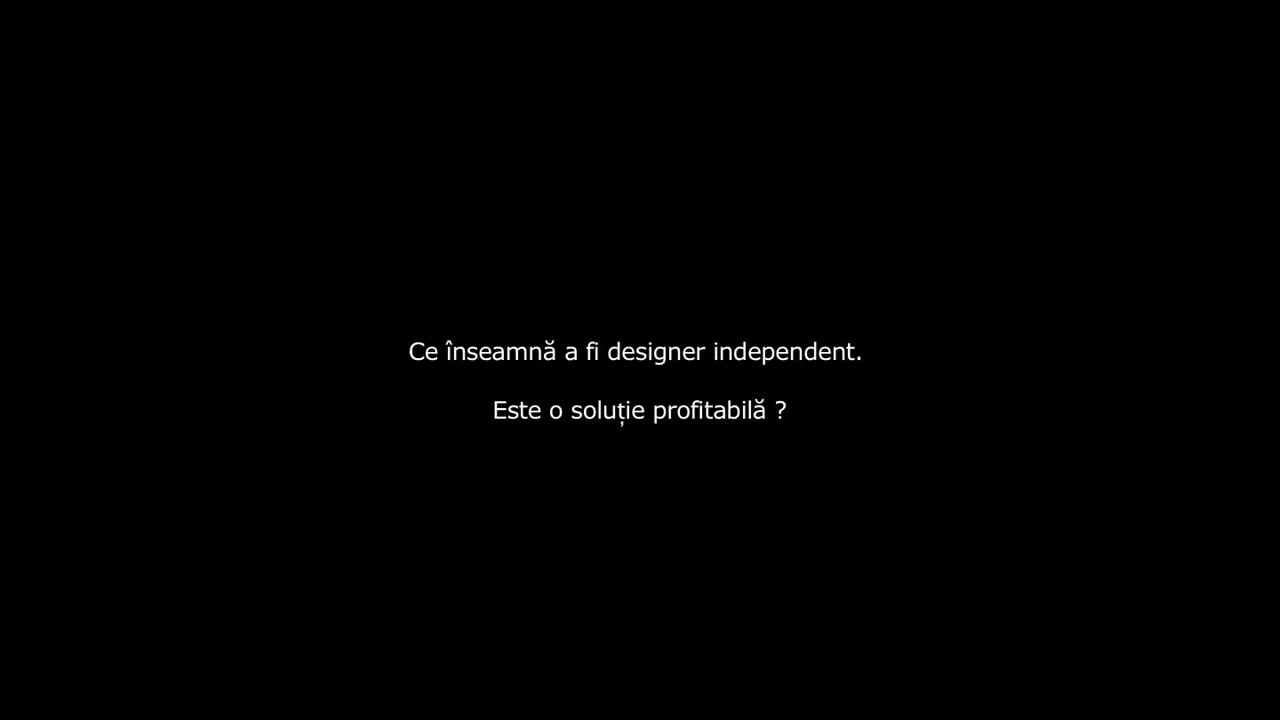 Ce înseamnă a fi designer independent.
Este o soluție profitabilă ?